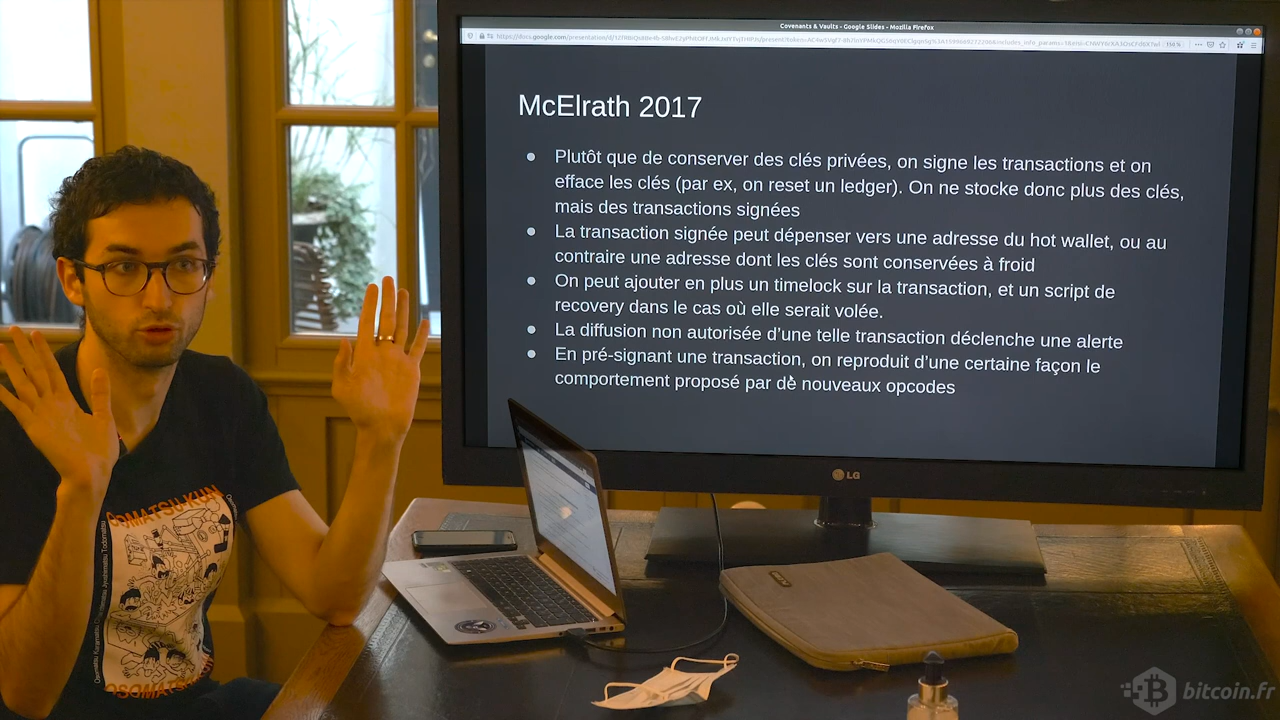 Covenants & Vaults - Google Slides - Mozilla Firefox
McElrath 2017
Plutôt que de conserver des clés privées, on signe les transactions et on
efface les clés (par ex, on reset un ledger). On ne stocke donc plus des clés,
mais des transactions signées
La transaction signée peut dépenser vers une adresse du hot wallet, ou au
contraire une adresse dont les clés sont conservées à froid
On peut ajouter en plus un timelock sur la transaction, et un script de
recovery dans le cas où elle serait volée.
La diffusion non autorisée d'une telle transaction déclenche une alerte
En pré-signant une transaction, on reproduit d'une certaine façon le
comportement proposé par de nouveaux opcodes
LG
OSOMATSU-KUN
bitcoin.fr